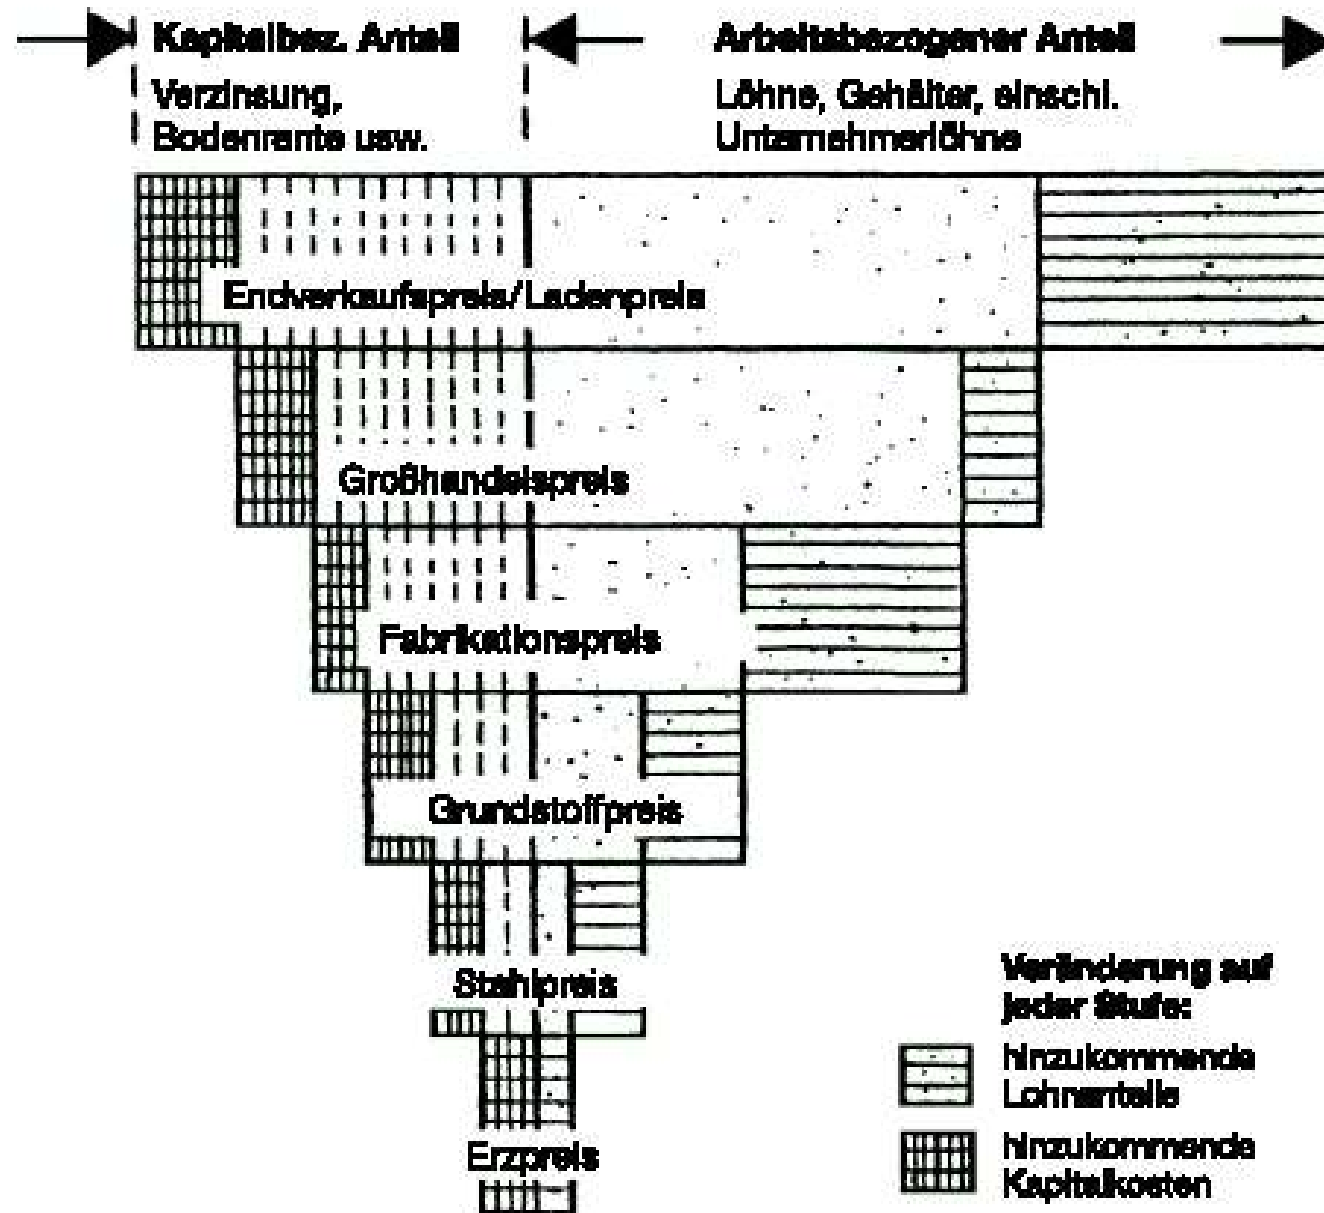 Kapitalbez. Anteil
Verzinsung,
Bodenrente usw.
Arbeitsbezogener Anteil
Löhne, Gehälter, einschl.
Unternehmerlöhne
Endverkaufspreis/Ladenpreis
Großhandelspreis
Fabrikationspreis
Grundstoffpreis
Stahlpreis
Erzpreis
Veränderung auf
jeder Stufe:
hinzukommende
Lohnanteile
hinzukommende
Kapitalkosten